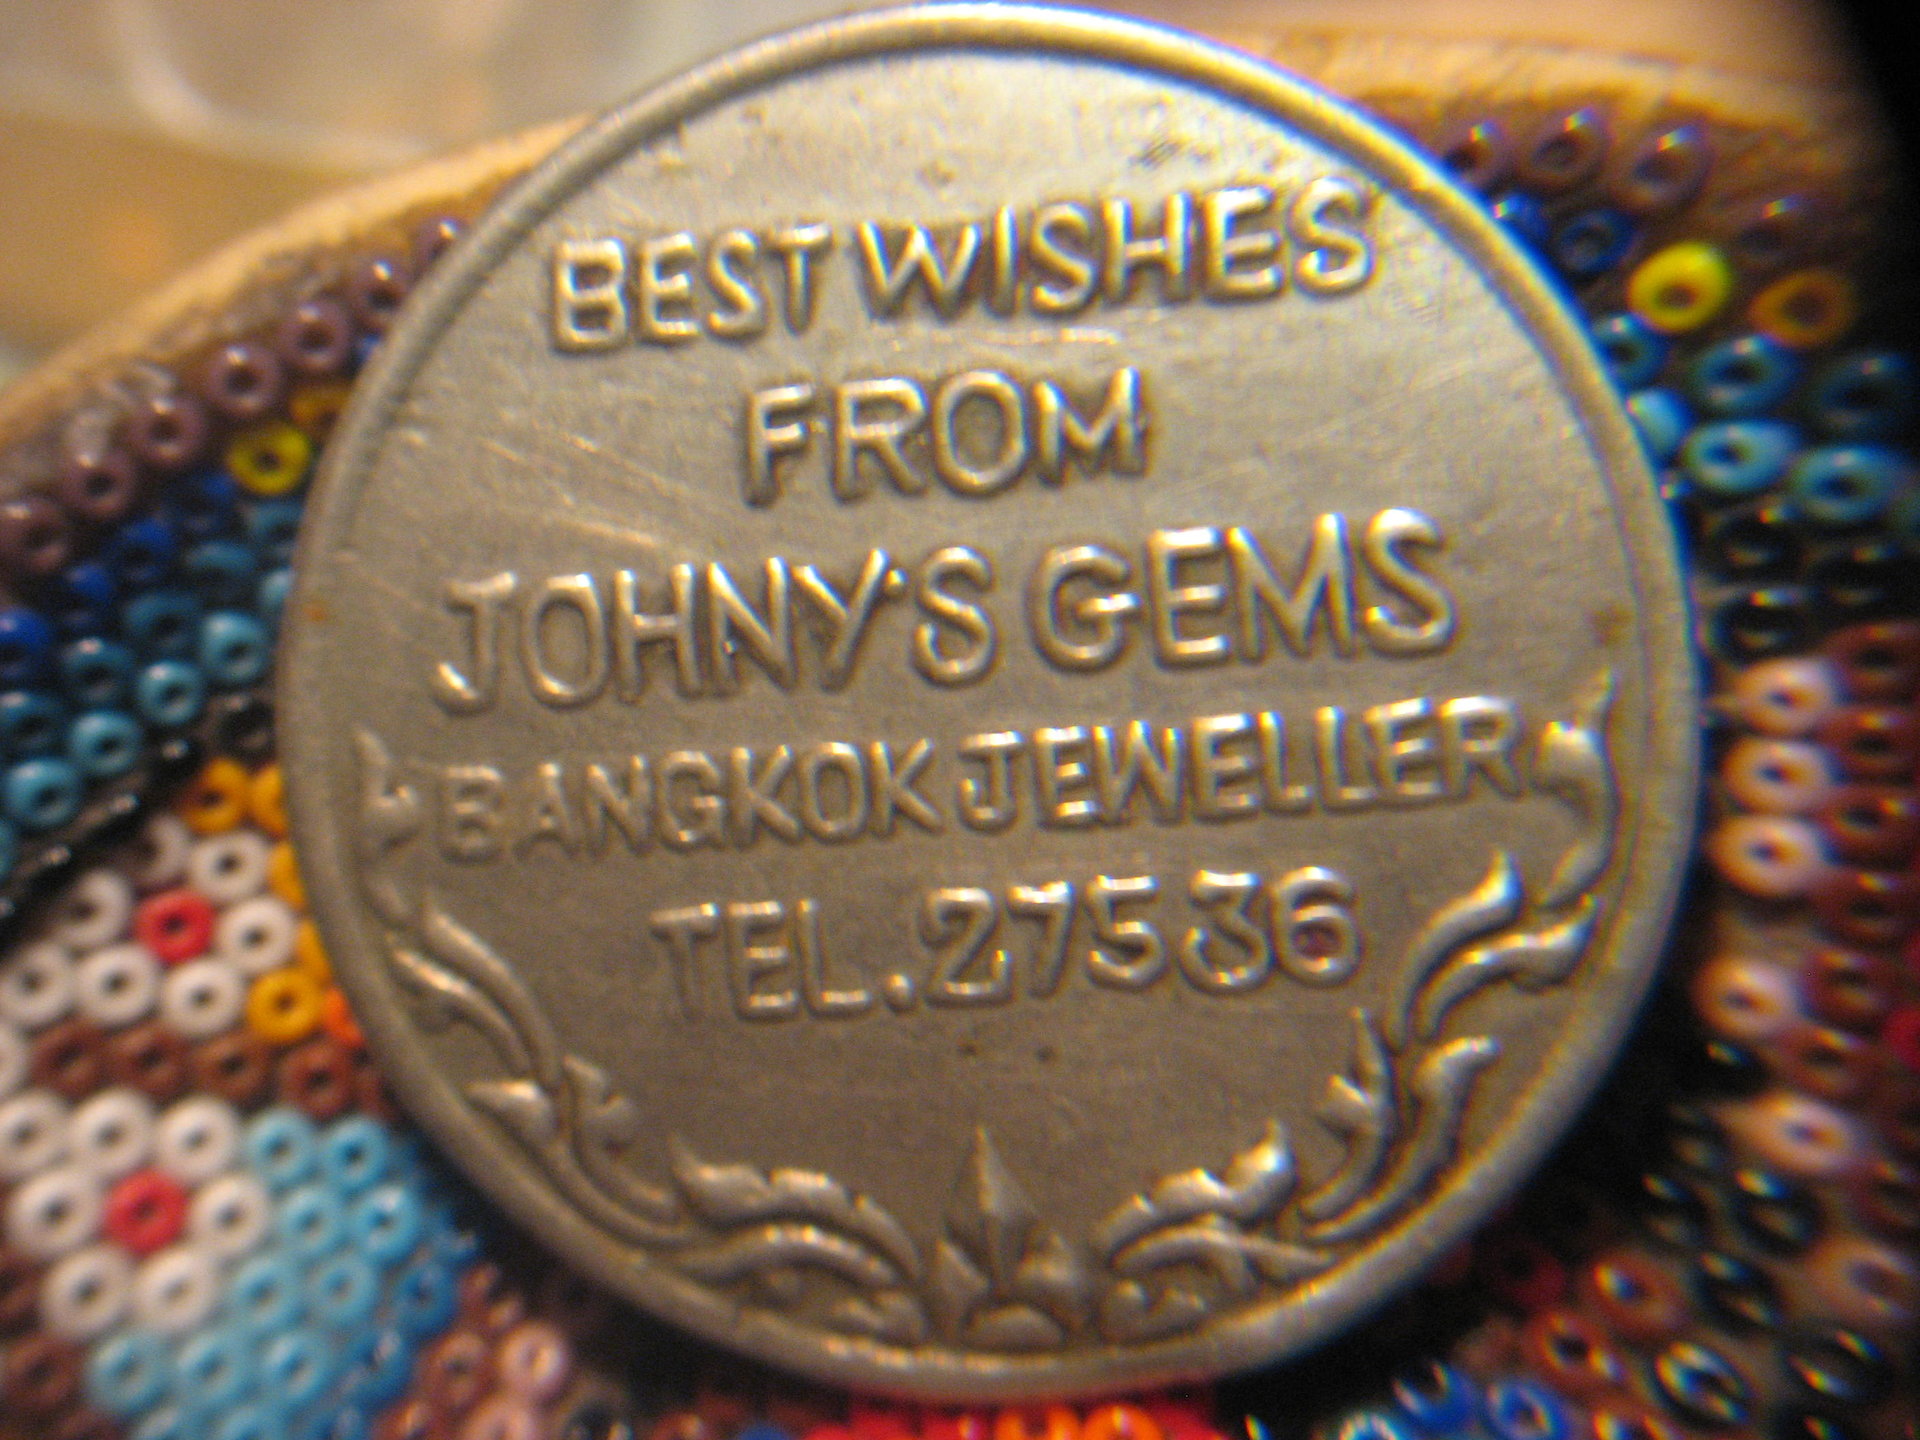 BEST WISHES
FROM
JOHNY'S GEMS
BANGKOK JEWELLER
TEL. 27536